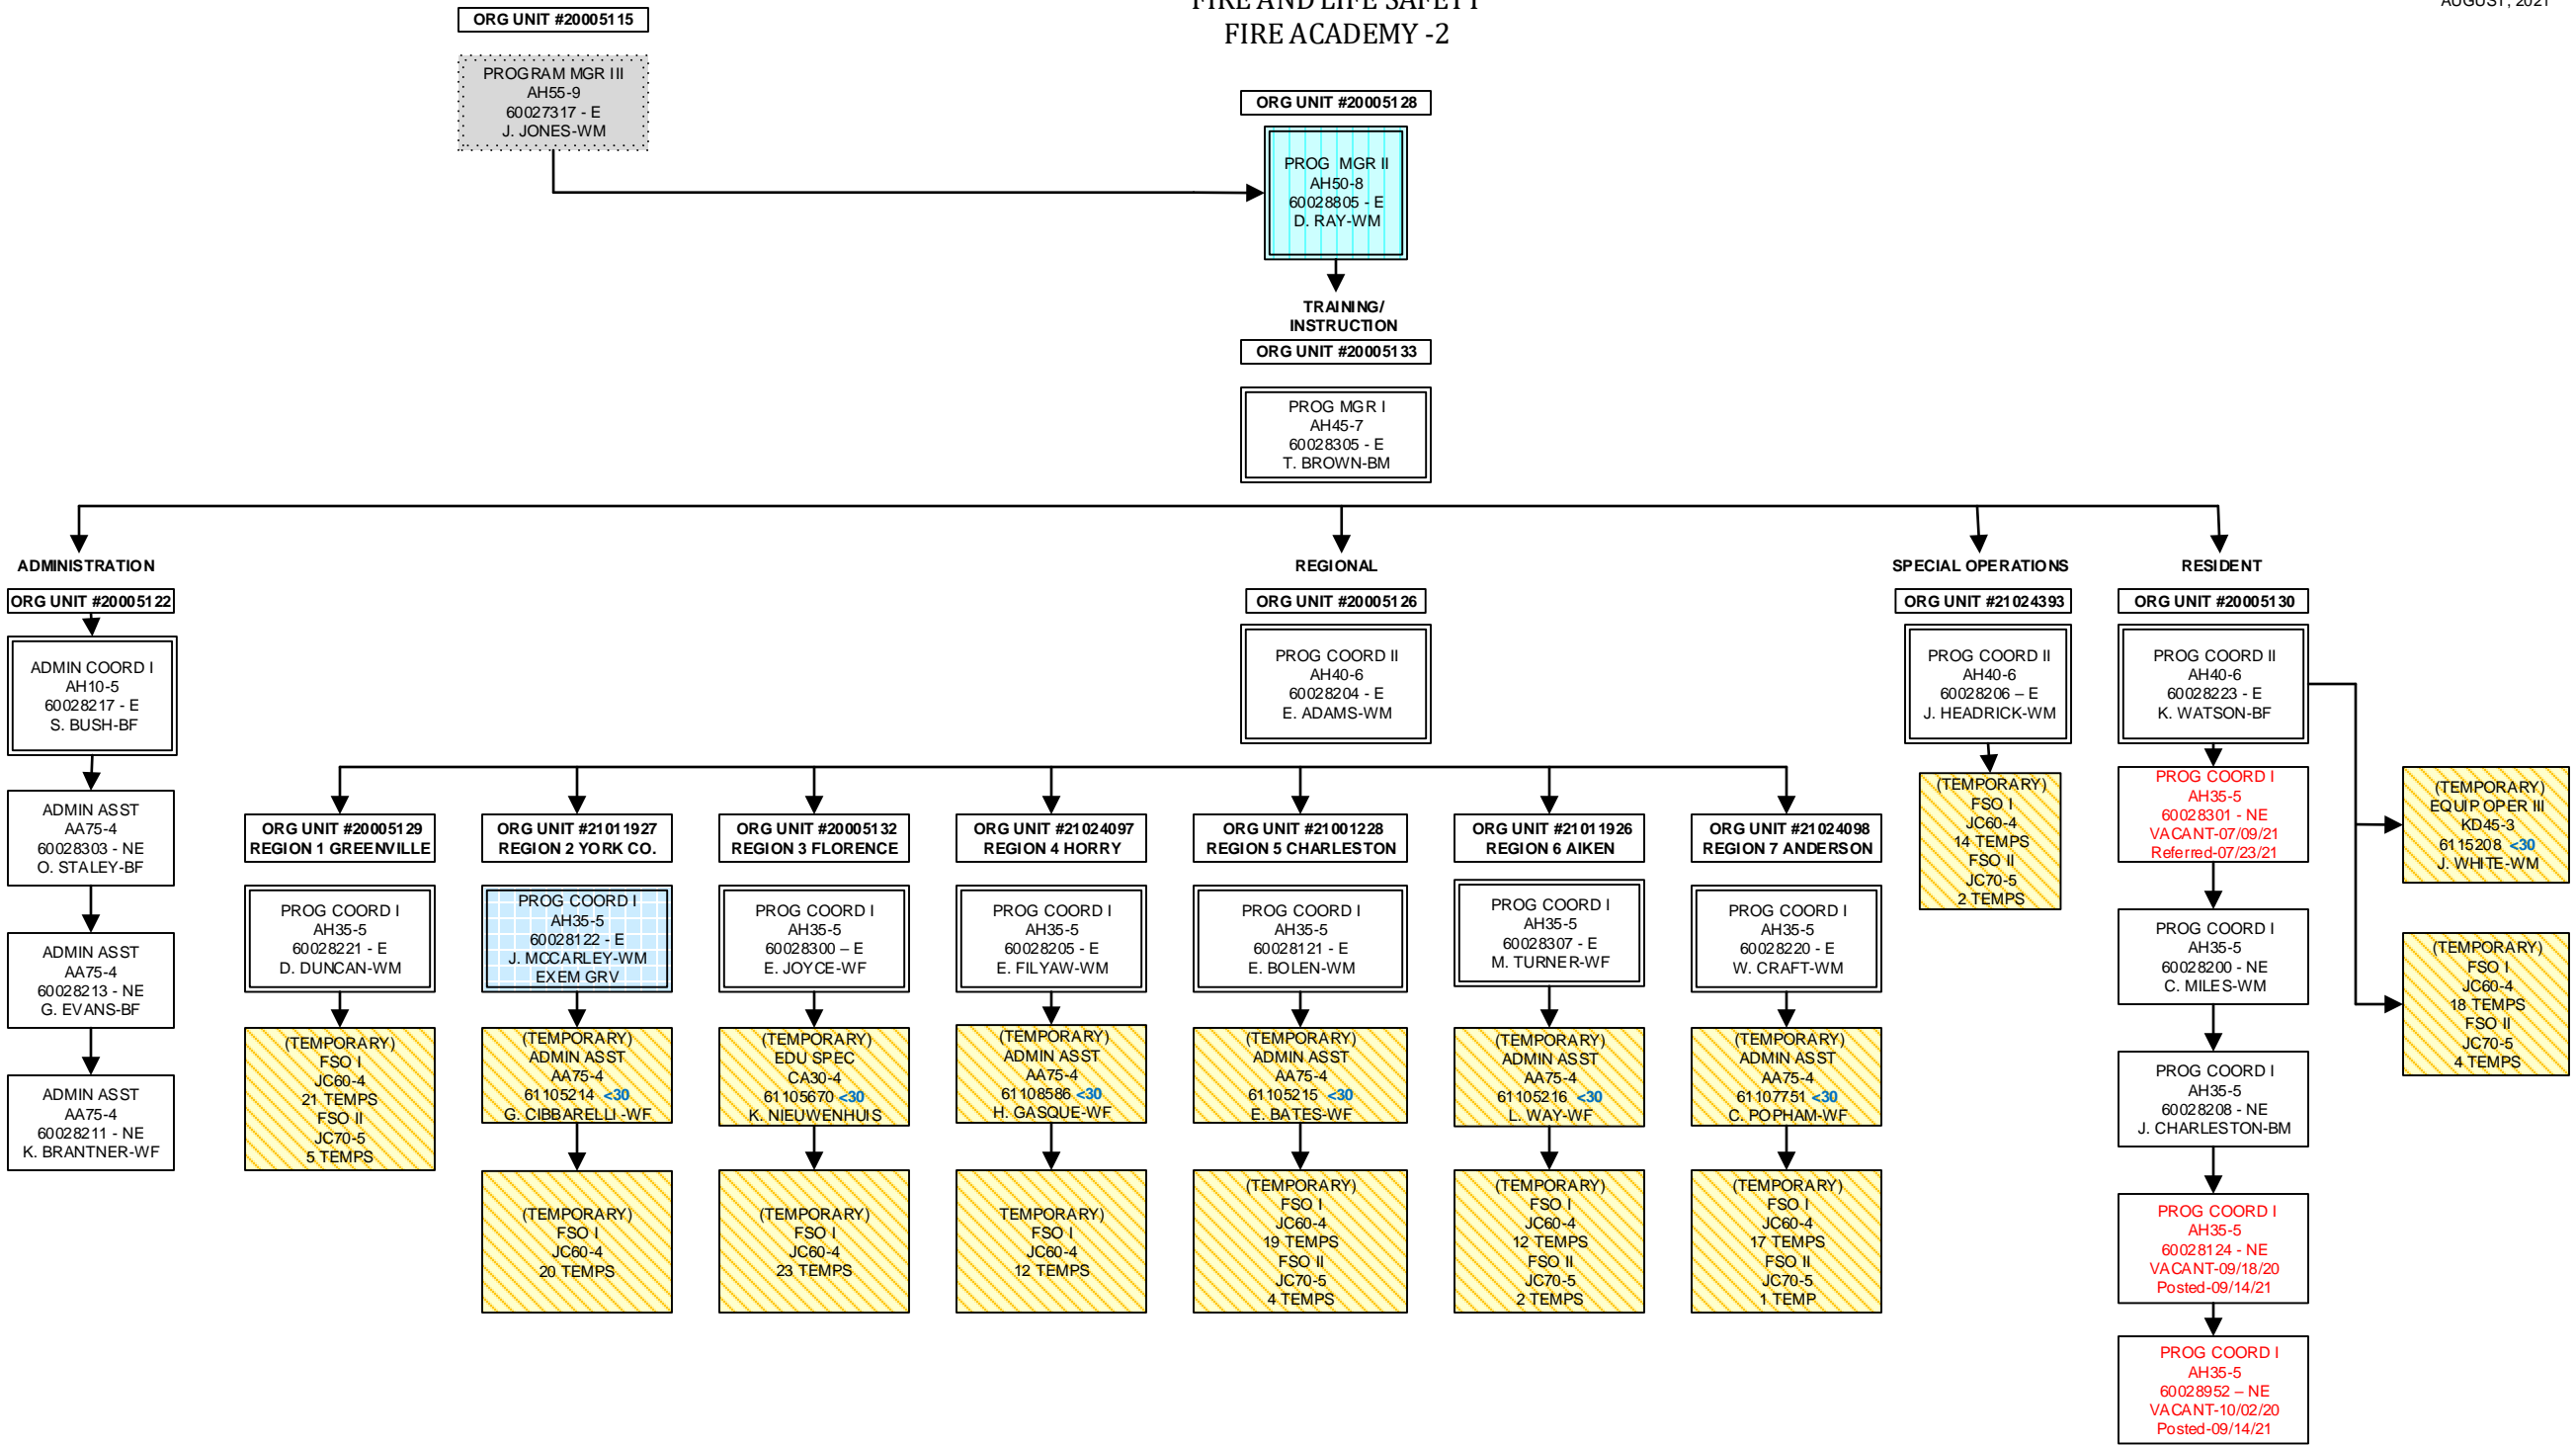 FIRE AND LIFE SAFETY
FIRE ACADEMY -2
AUGUST, 2021
ORG UNIT #20005115
PROGRAM MGR III
AH55-9
60027317 - E
J. JONES-WM
ORG UNIT #20005128
PROG  MGR II
AH50-8
60028805 - E
D. RAY-WM
TRAINING/
INSTRUCTION
ORG UNIT #20005133
PROG MGR I
AH45-7
60028305 - E
T. BROWN-BM
ADMINISTRATION
ORG UNIT #20005122
ADMIN COORD I
AH10-5
60028217 - E
S. BUSH-BF
ADMIN ASST
AA75-4
60028303 - NE
O. STALEY-BF
ADMIN ASST
AA75-4
60028213 - NE
G. EVANS-BF
ADMIN ASST
AA75-4
60028211 - NE
K. BRANTNER-WF
REGIONAL
ORG UNIT #20005126
PROG COORD II
AH40-6
60028204 - E
E. ADAMS-WM
ORG UNIT #20005129
REGION 1 GREENVILLE
PROG COORD I
AH35-5
60028221 - E
D. DUNCAN-WM
(TEMPORARY)
FSO I
JC60-4
21 TEMPS
FSO II
JC70-5
5 TEMPS
ORG UNIT #21011927
REGION 2 YORK CO.
PROG COORD I
AH35-5
60028122 - E
J. MCCARLEY-WM
EXEM GRV
(TEMPORARY)
ADMIN ASST
AA75-4
61105214 <30
G. CIBBARELLI -WF
(TEMPORARY)
FSO I
JC60-4
20 TEMPS
ORG UNIT #20005132
REGION 3 FLORENCE
PROG COORD I
AH35-5
60028300 – E
E. JOYCE-WF
(TEMPORARY)
EDU SPEC
CA30-4
61105670 <30
K. NIEUWENHUIS
(TEMPORARY)
FSO I
JC60-4
23 TEMPS
ORG UNIT #21024097
REGION 4 HORRY
PROG COORD I
AH35-5
60028205 - E
E. FILYAW-WM
(TEMPORARY)
ADMIN ASST
AA75-4
61108586 <30
H. GASQUE-WF
TEMPORARY)
FSO I
JC60-4
12 TEMPS
ORG UNIT #21001228
REGION 5 CHARLESTON
PROG COORD I
AH35-5
60028121 - E
E. BOLEN-WM
(TEMPORARY)
ADMIN ASST
AA75-4
61105215 <30
E. BATES-WF
(TEMPORARY)
FSO I
JC60-4
19 TEMPS
FSO II
JC70-5
4 TEMPS
ORG UNIT #21011926
REGION 6 AIKEN
PROG COORD I
AH35-5
60028307 - E
M. TURNER-WF
(TEMPORARY)
ADMIN ASST
AA75-4
61105216 <30
L. WAY-WF
(TEMPORARY)
FSO I
JC60-4
12 TEMPS
FSO II
JC70-5
2 TEMPS
ORG UNIT #21024098
REGION 7 ANDERSON
PROG COORD I
AH35-5
60028220 - E
W. CRAFT-WM
(TEMPORARY)
ADMIN ASST
AA75-4
61107751 <30
C. POPHAM-WF
(TEMPORARY)
FSO I
JC60-4
17 TEMPS
FSO II
JC70-5
1 TEMP
SPECIAL OPERATIONS
ORG UNIT #21024393
PROG COORD II
AH40-6
60028206 – E
J. HEADRICK-WM
(TEMPORARY)
FSO I
JC60-4
14 TEMPS
FSO II
JC70-5
2 TEMPS
RESIDENT
ORG UNIT #20005130
PROG COORD II
AH40-6
60028223 - E
K. WATSON-BF
PROG COORD I
AH35-5
60028301 - NE
VACANT-07/09/21
Referred-07/23/21
PROG COORD I
AH35-5
60028200 - NE
C. MILES-WM
PROG COORD I
AH35-5
60028208 - NE
J. CHARLESTON-BM
PROG COORD I
AH35-5
60028124 - NE
VACANT-09/18/20
Posted-09/14/21
PROG COORD I
AH35-5
60028952 – NE
VACANT-10/02/20
Posted-09/14/21
(TEMPORARY)
EQUIP OPER III
KD45-3
6115208 <30
J. WHITE-WM
(TEMPORARY)
FSO I
JC60-4
18 TEMPS
FSO II
JC70-5
4 TEMPS